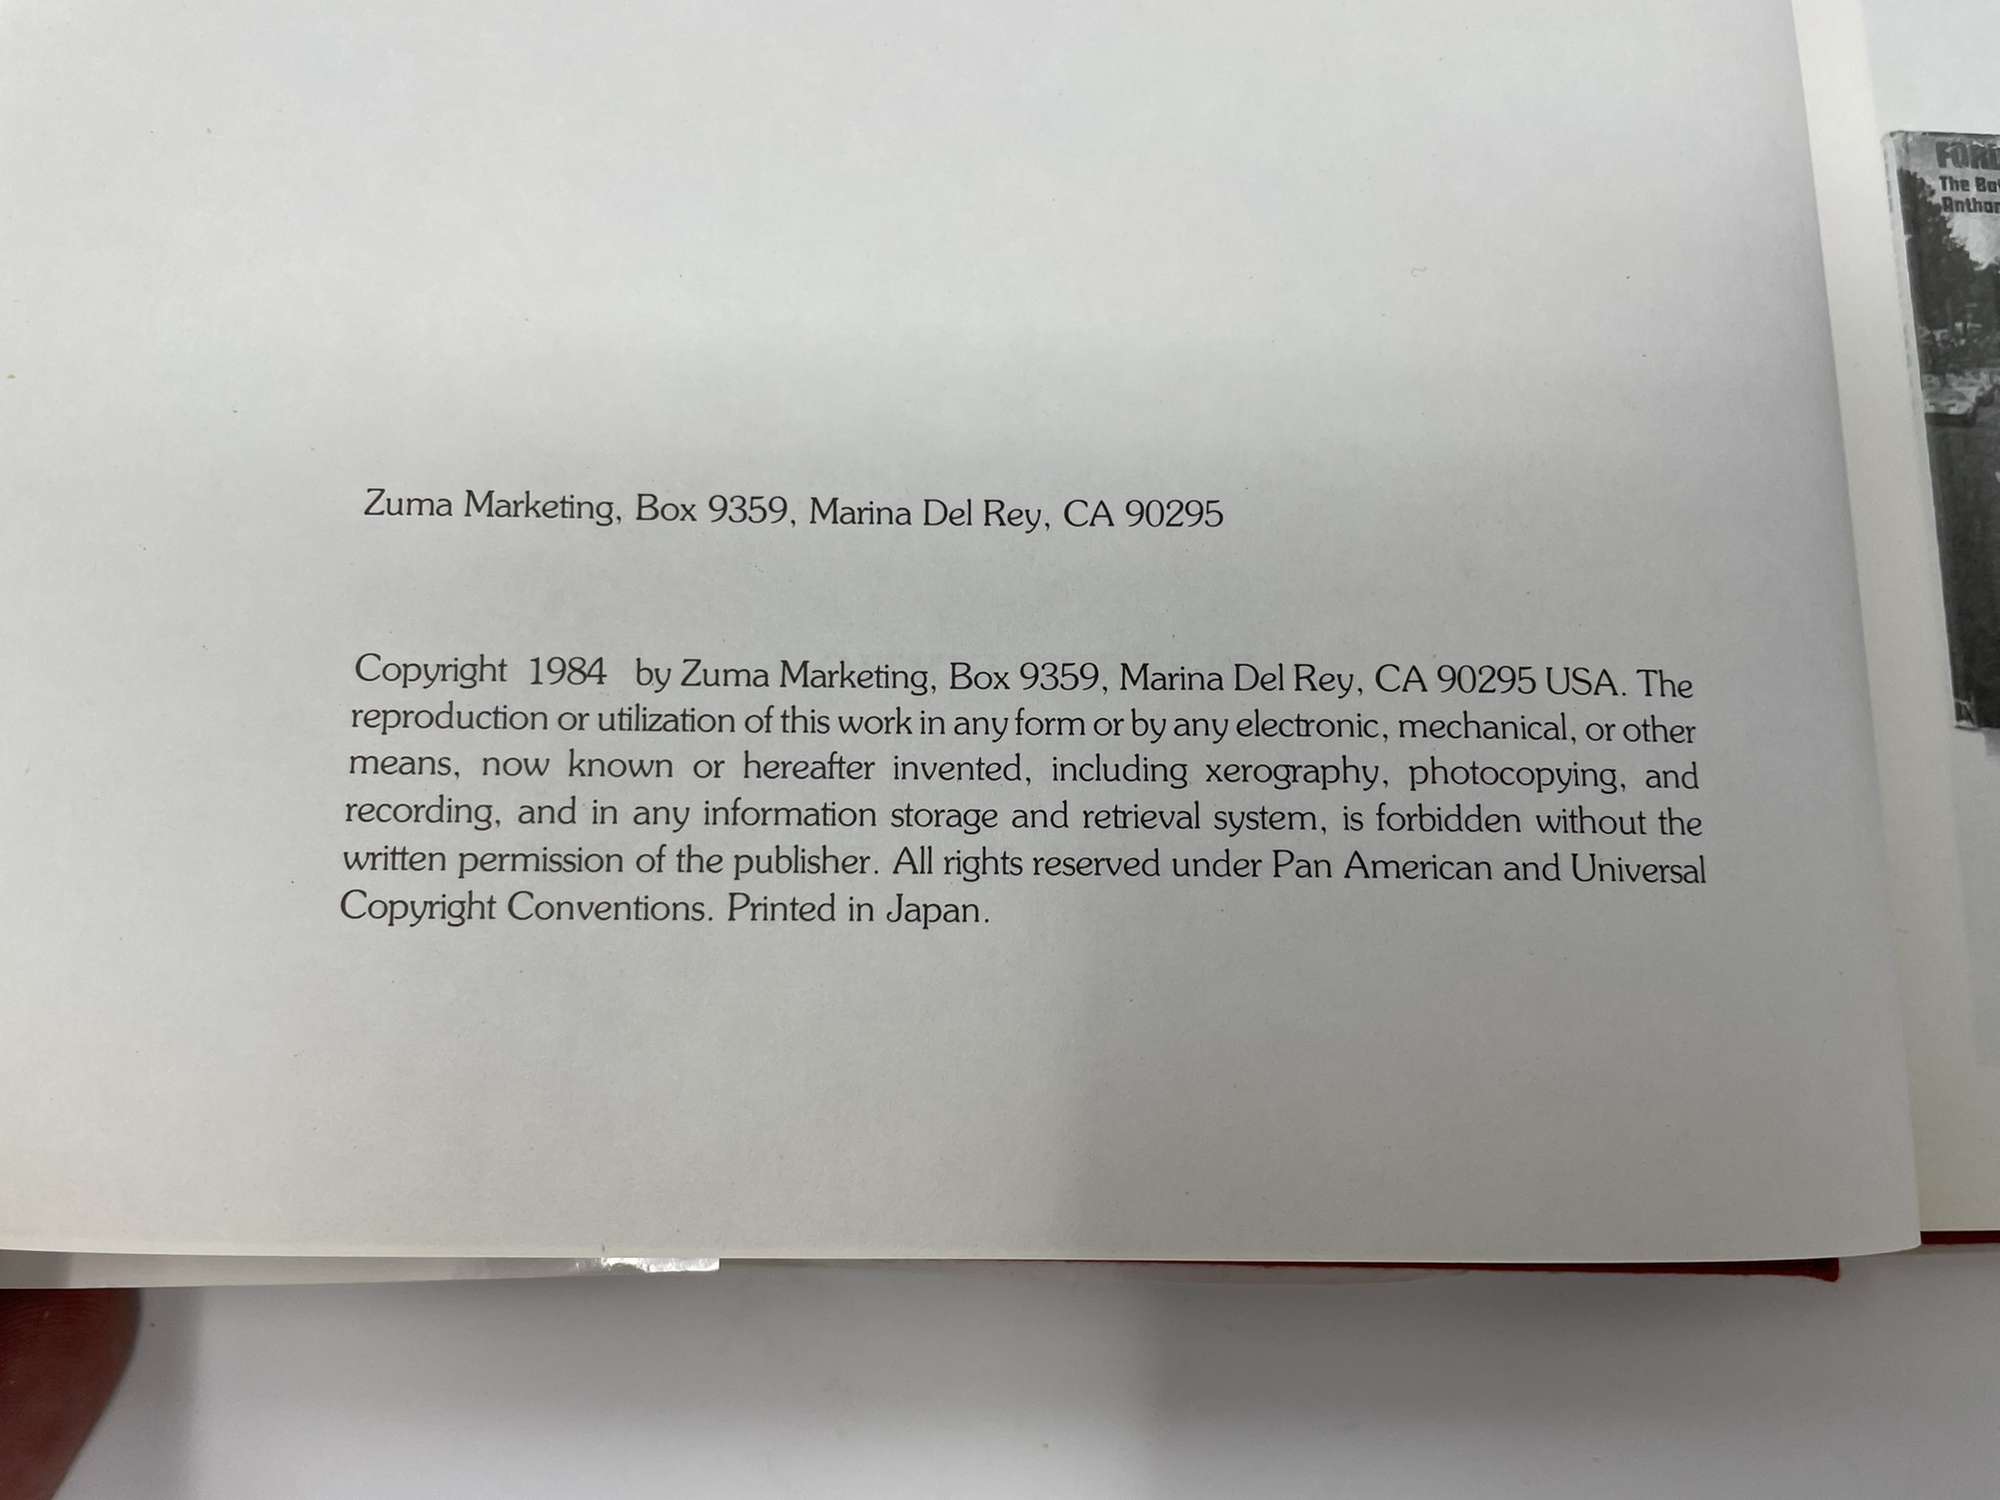 Zuma Marketing, Box 9359, Marina Del Rey, CA 90295
Copyright 1984 by Zuma Marketing, Box 9359, Marina Del Rey, CA 90295 USA. The
reproduction or utilization of this work in any form or by any electronic, mechanical, or other
means, now known or hereafter invented, including xerography, photocopying, and
recording, and in any information storage and retrieval system, is forbidden without the
written permission of the publisher. All rights reserved under Pan American and Universal
Copyright Conventions. Printed in Japan.
The